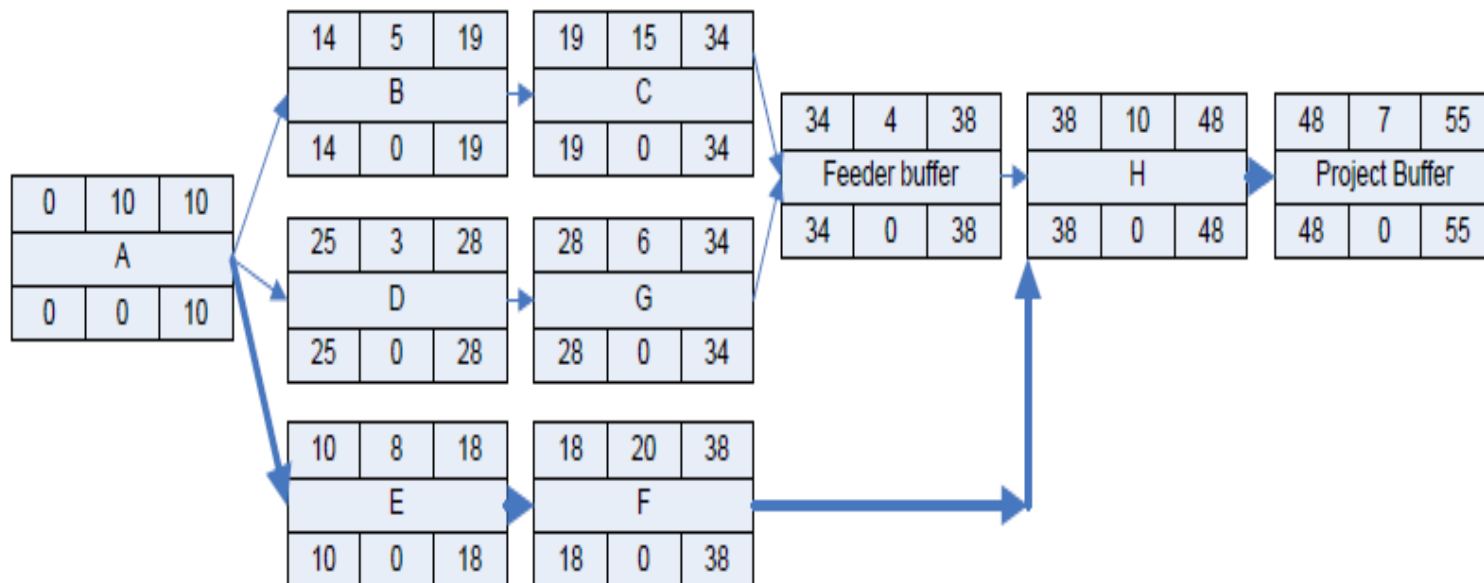 0 10 10
A
0 0 10
14 5 19
B
14 0 19
19 15 34
C
19 0 34
25 3 28
D
25 0 28
28 6 34
G
28 0 34
10 8 18
E
10 0 18
18 20 38
F
18 0 38
34 4 38
Feeder buffer
34 0 38
38 10 48
H
38 0 48
48 7 55
Project Buffer
48 0 55